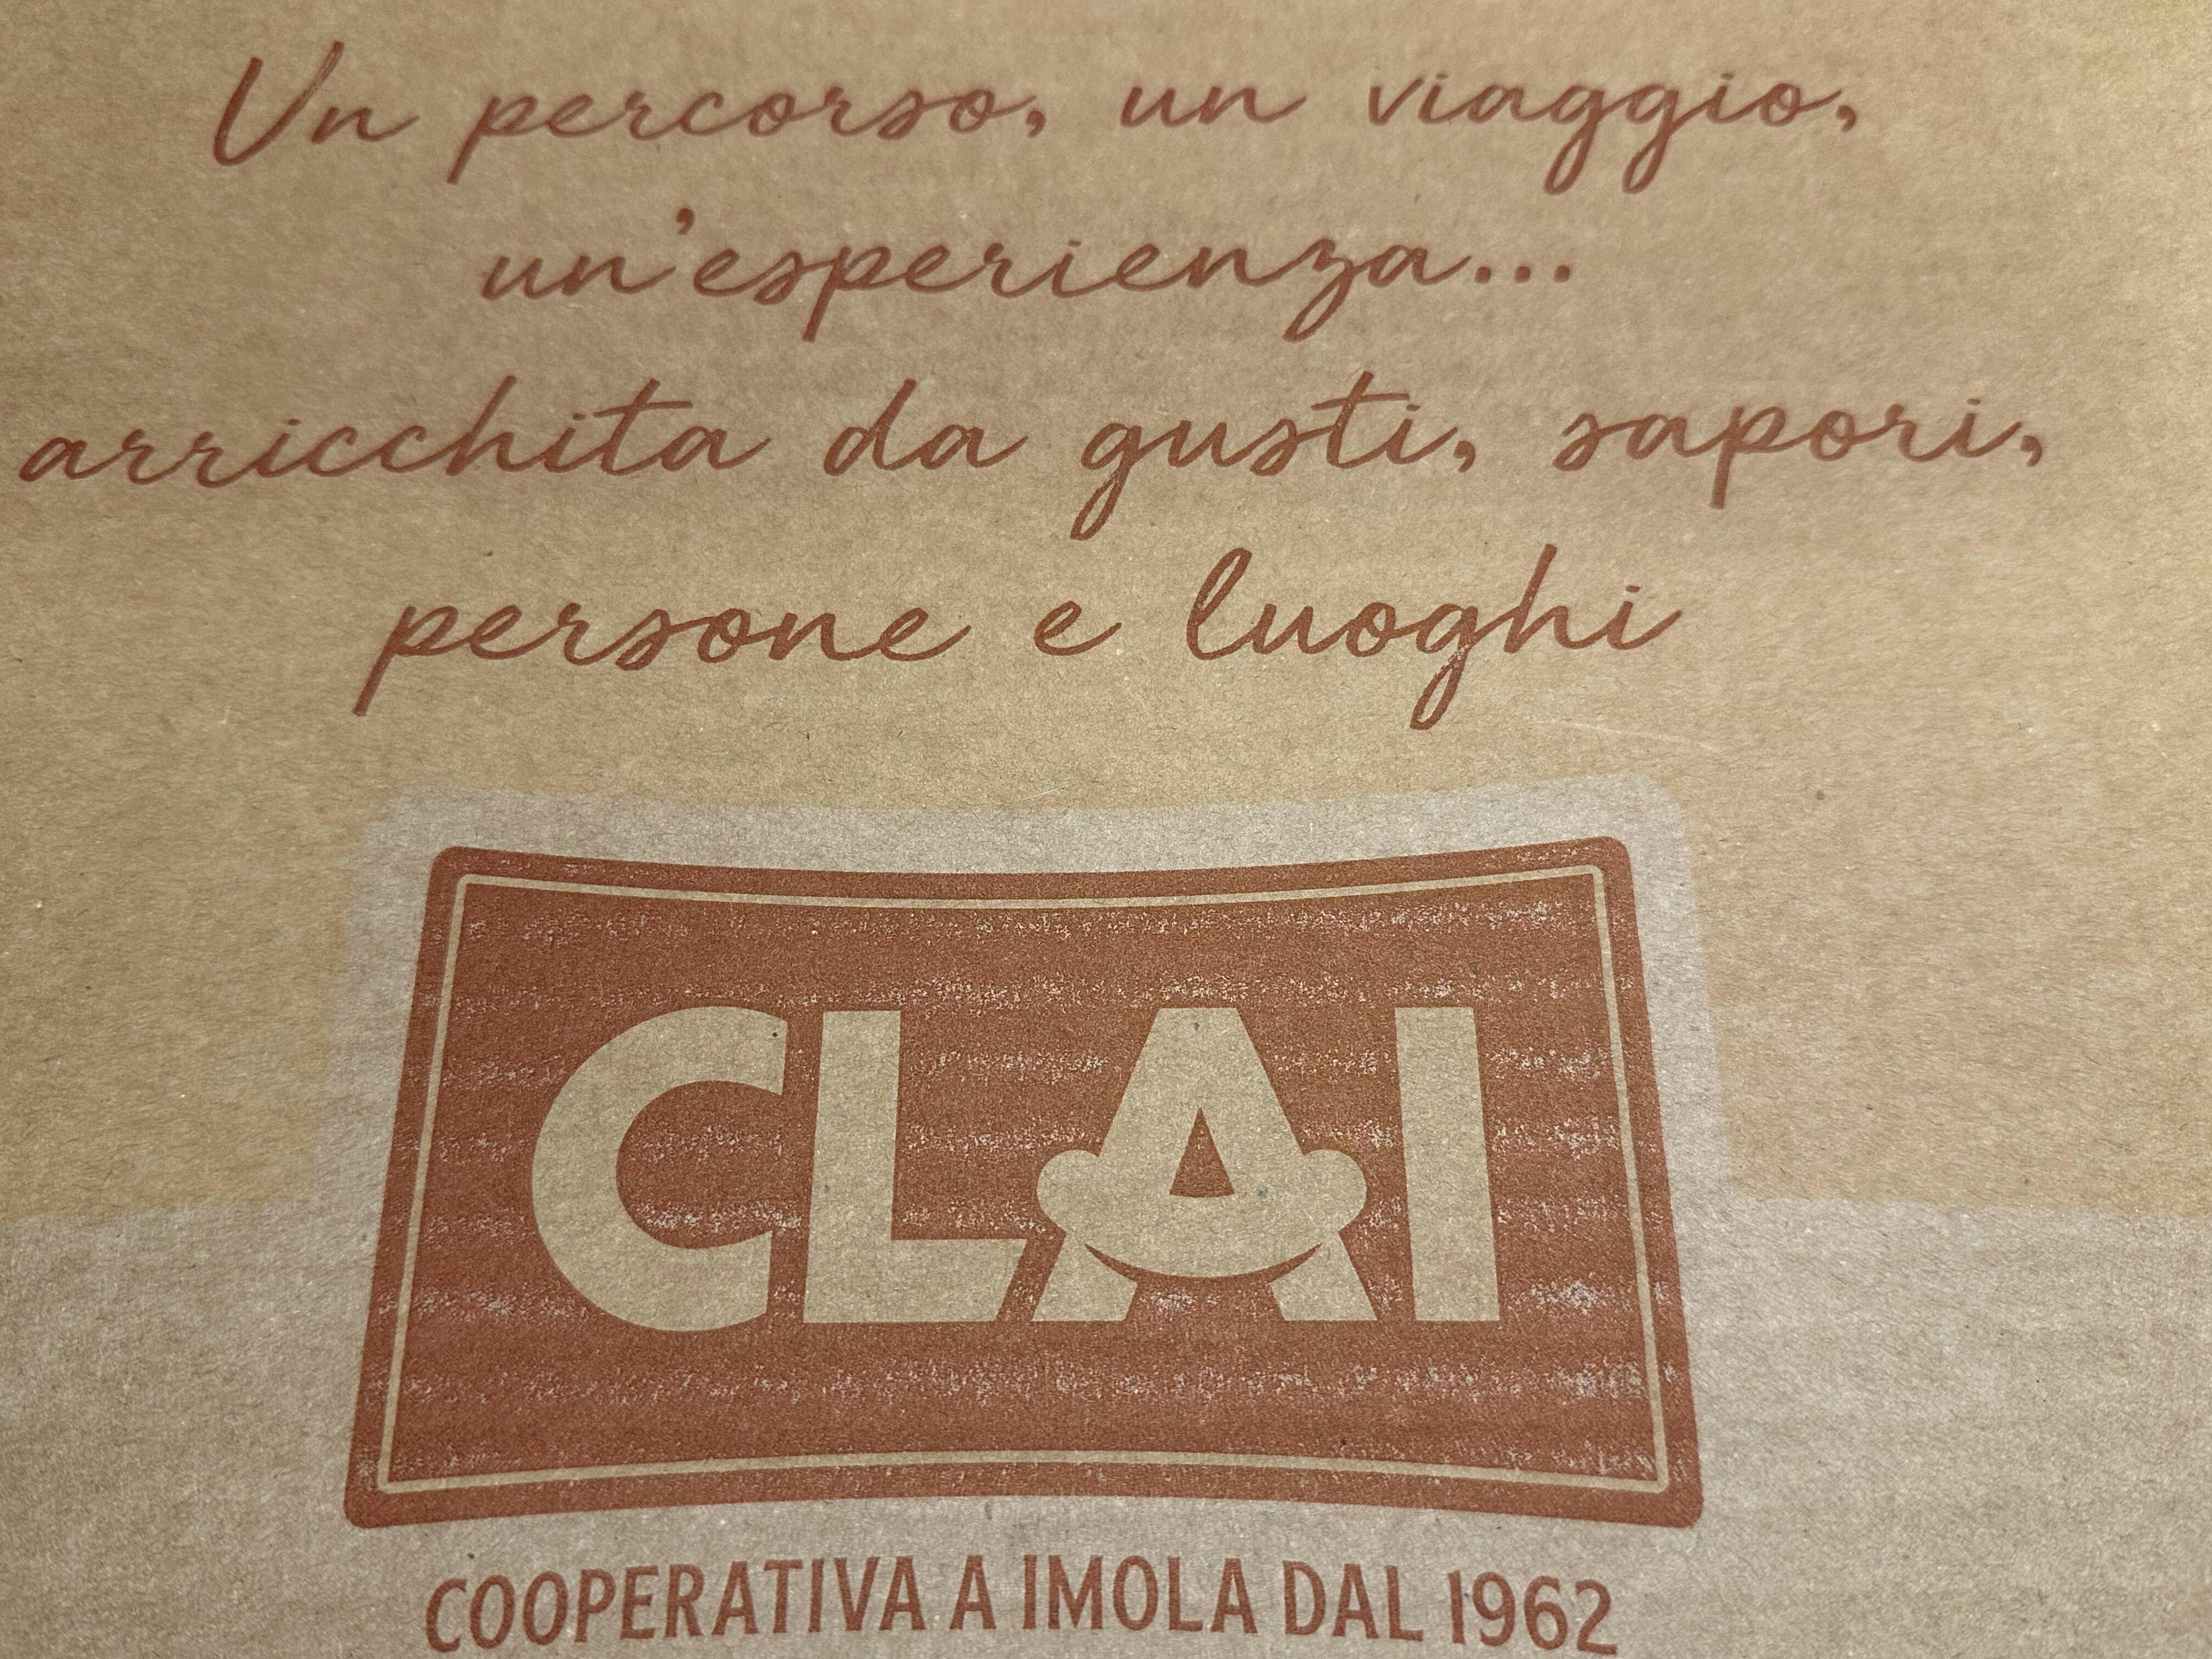 Un percorso, un viaggio,
un'esperienza...
arricchita da gusti, sapori,
persone e luoghi
CLAI
COOPERATIVA A IMOLA DAL 1962